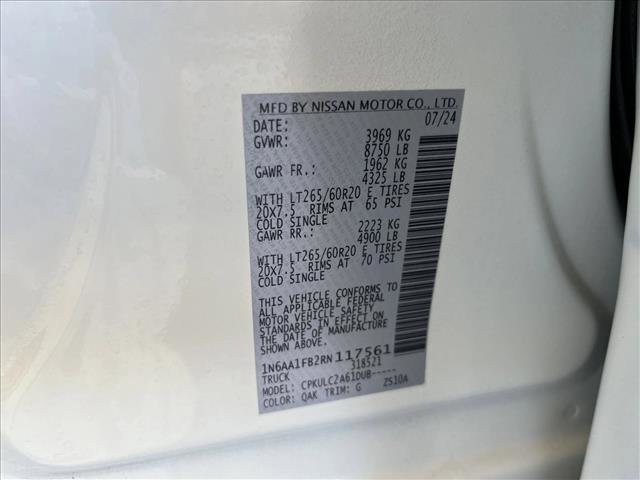 MFD BY NISSAN MOTOR CO., LTD.
DATE: 07/24
GVWR: 3969 KG
8750 LB
GAWR FR.: 1962 KG
4325 LB
WITH LT265/60R20 E TIRES
20X7.5 RIMS AT 65 PSI
COLD SINGLE
GAWR RR.: 2223 KG
4900 LB
WITH LT265/60R20 E TIRES
20X7.5 RIMS AT 70 PSI
COLD SINGLE
THIS VEHICLE CONFORMS TO
ALL APPLICABLE FEDERAL
MOTOR VEHICLE SAFETY
STANDARDS IN EFFECT ON
THE DATE OF MANUFACTURE
1N6AA1FB2RN117561
TRUCK 318521
MODEL: CPKULC2A61DUB-----
COLOR: QAK TRIM: G ZS10A